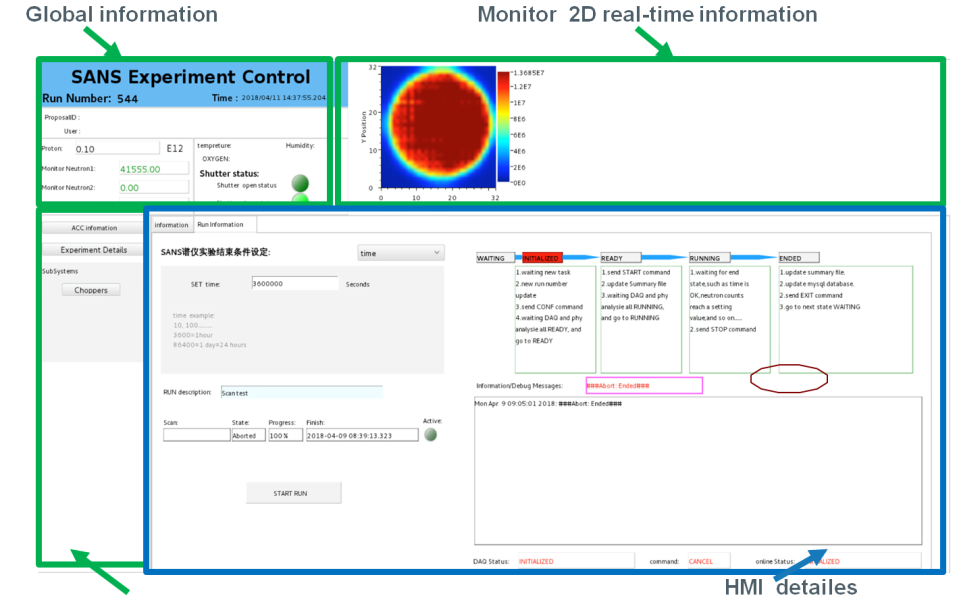 Global information
Monitor 2D real-time information
SANS Experiment Control
Run Number: 544
Time : 2018/04/11 14:37:55.204
ProposalID :
User :
Proton: 0.10 E12
Monitor Neutron1: 41555.00
Monitor Neutron2: 0.00
tempreture: Humidity:
OXYGEN:
Shutter status:
Shutter open status
Y Position
32
20
10
0
0 10 20 32
1.3685E7
1.2E7
1E7
8E6
6E6
4E6
2E6
0E0
ACC infomation
Experiment Details
SubSystems
Choppers
information
Run Information
SANS谱仪实验结束条件设定:
time
SET time: 3600000 Seconds
time example:
10, 100.......
3600=1hour
86400=1 day=24 hours
RUN description: Scan test
Scan: State: Progress: Finish: Active:
Aborted 100 % 2018-04-09 08:39:13.323
START RUN
WAITING INITIALIZED READY RUNNING ENDED
1.waiting new task
2.new run number
update
3.send CONF command
4.waiting DAQ and phy
analysie all READY, and
go to READY
1.send START command
2.update Summary file
3.waiting DAQ and phy
analysie all RUNNING,
and go to RUNNING
1.waiting for end
state,such as time is
OK,neutron counts
reach a setting
value,and so on.....
2.send STOP command
1.update summary file.
2.update mysql database.
2.send EXIT command
3.go to next state WAITING
Information/Debug Messages: ###Abort: Ended###
Mon Apr 9 09:05:01 2018: ###Abort: Ended###
DAQ Status: INITIALIZED command: CANCEL online Status:
HMI detailes